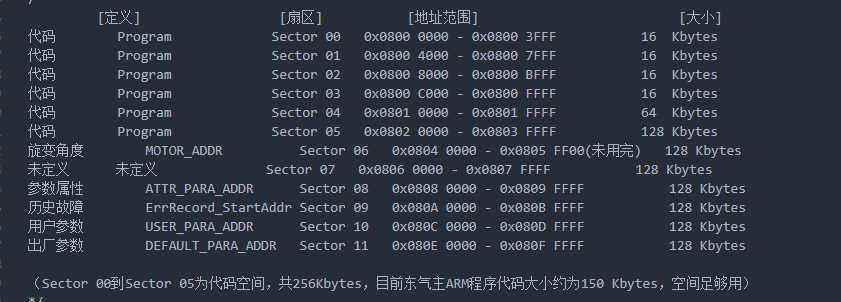 [定义] [扇区] [地址范围] [大小]
代码 Program Sector 00 0x0800 0000 - 0x0800 3FFF 16 Kbytes
代码 Program Sector 01 0x0800 4000 - 0x0800 7FFF 16 Kbytes
代码 Program Sector 02 0x0800 8000 - 0x0800 BFFF 16 Kbytes
代码 Program Sector 03 0x0800 C000 - 0x0800 FFFF 16 Kbytes
代码 Program Sector 04 0x0801 0000 - 0x0801 FFFF 64 Kbytes
代码 Program Sector 05 0x0802 0000 - 0x0803 FFFF 128 Kbytes
旋变角度 MOTOR_ADDR Sector 06 0x0804 0000 - 0x0805 FF00(未用完) 128 Kbytes
未定义 未定义 Sector 07 0x0806 0000 - 0x0807 FFFF 128 Kbytes
参数属性 ATTR_PARA_ADDR Sector 08 0x0808 0000 - 0x0809 FFFF 128 Kbytes
历史故障 ErrRecord_StartAddr Sector 09 0x080A 0000 - 0x080B FFFF 128 Kbytes
用户参数 USER_PARA_ADDR Sector 10 0x080C 0000 - 0x080D FFFF 128 Kbytes
出厂参数 DEFAULT_PARA_ADDR Sector 11 0x080E 0000 - 0x080F FFFF 128 Kbytes
（Sector 00到Sector 05为代码空间，共256Kbytes，目前东气主ARM程序代码大小约为150 Kbytes，空间足够用）
*/